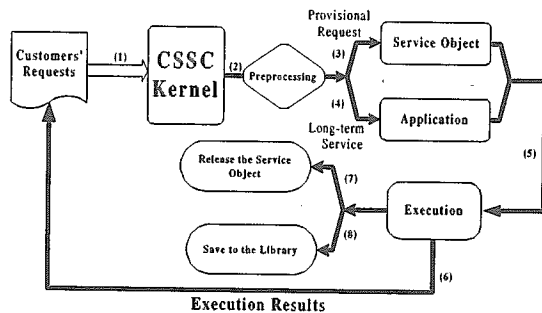 Customers'
Requests
(1)
CSSC
Kernel
(2)
Preprocessing
Provisional
Request
(3)
(4)
Long-term
Service
Service Object
Application
(5)
Release the Service
Object
(7)
(8)
Save to the Library
Execution
(6)
Execution Results